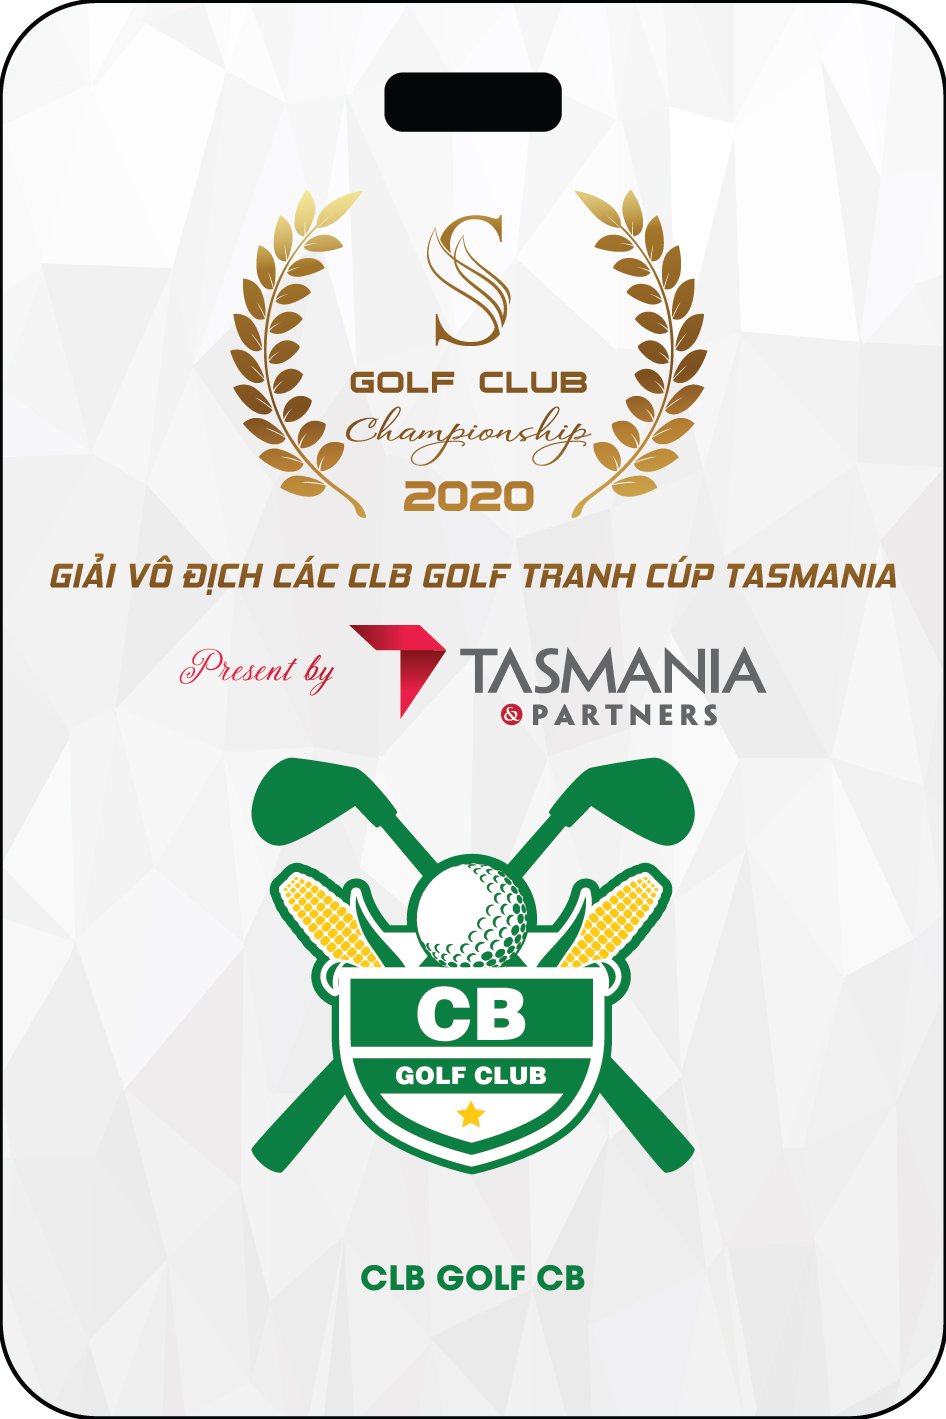 S
GOLF CLUB
Championship
2020
GIẢI VÔ ĐỊCH CÁC CLB GOLF TRANH CÚP TASMANIA
Present by
TASMANIA
& PARTNERS
CB
GOLF CLUB
CLB GOLF CB